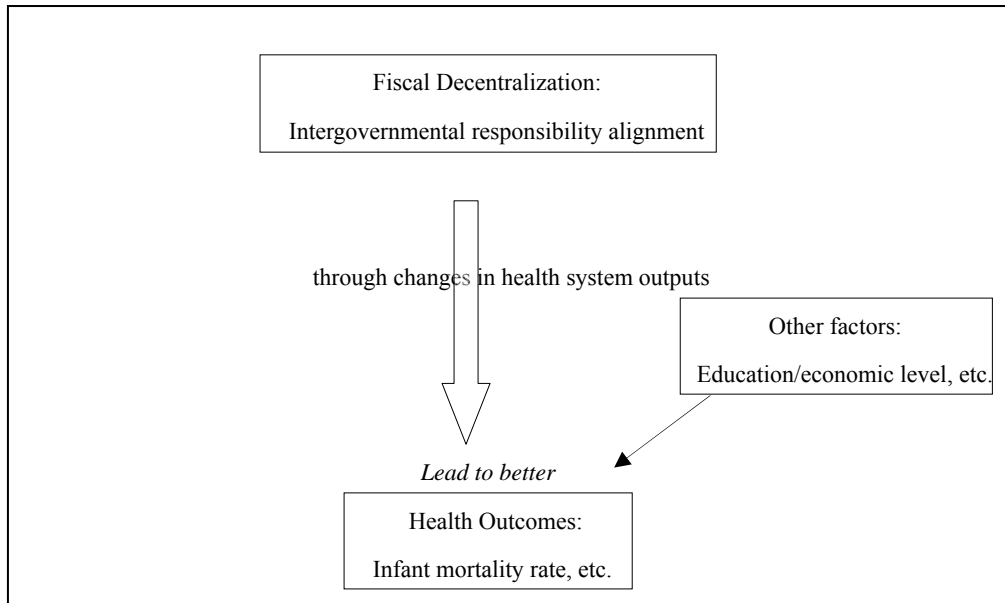 Fiscal Decentralization:
Intergovernmental responsibility alignment
through changes in health system outputs
Other factors:
Education/economic level, etc.
Lead to better
Health Outcomes:
Infant mortality rate, etc.